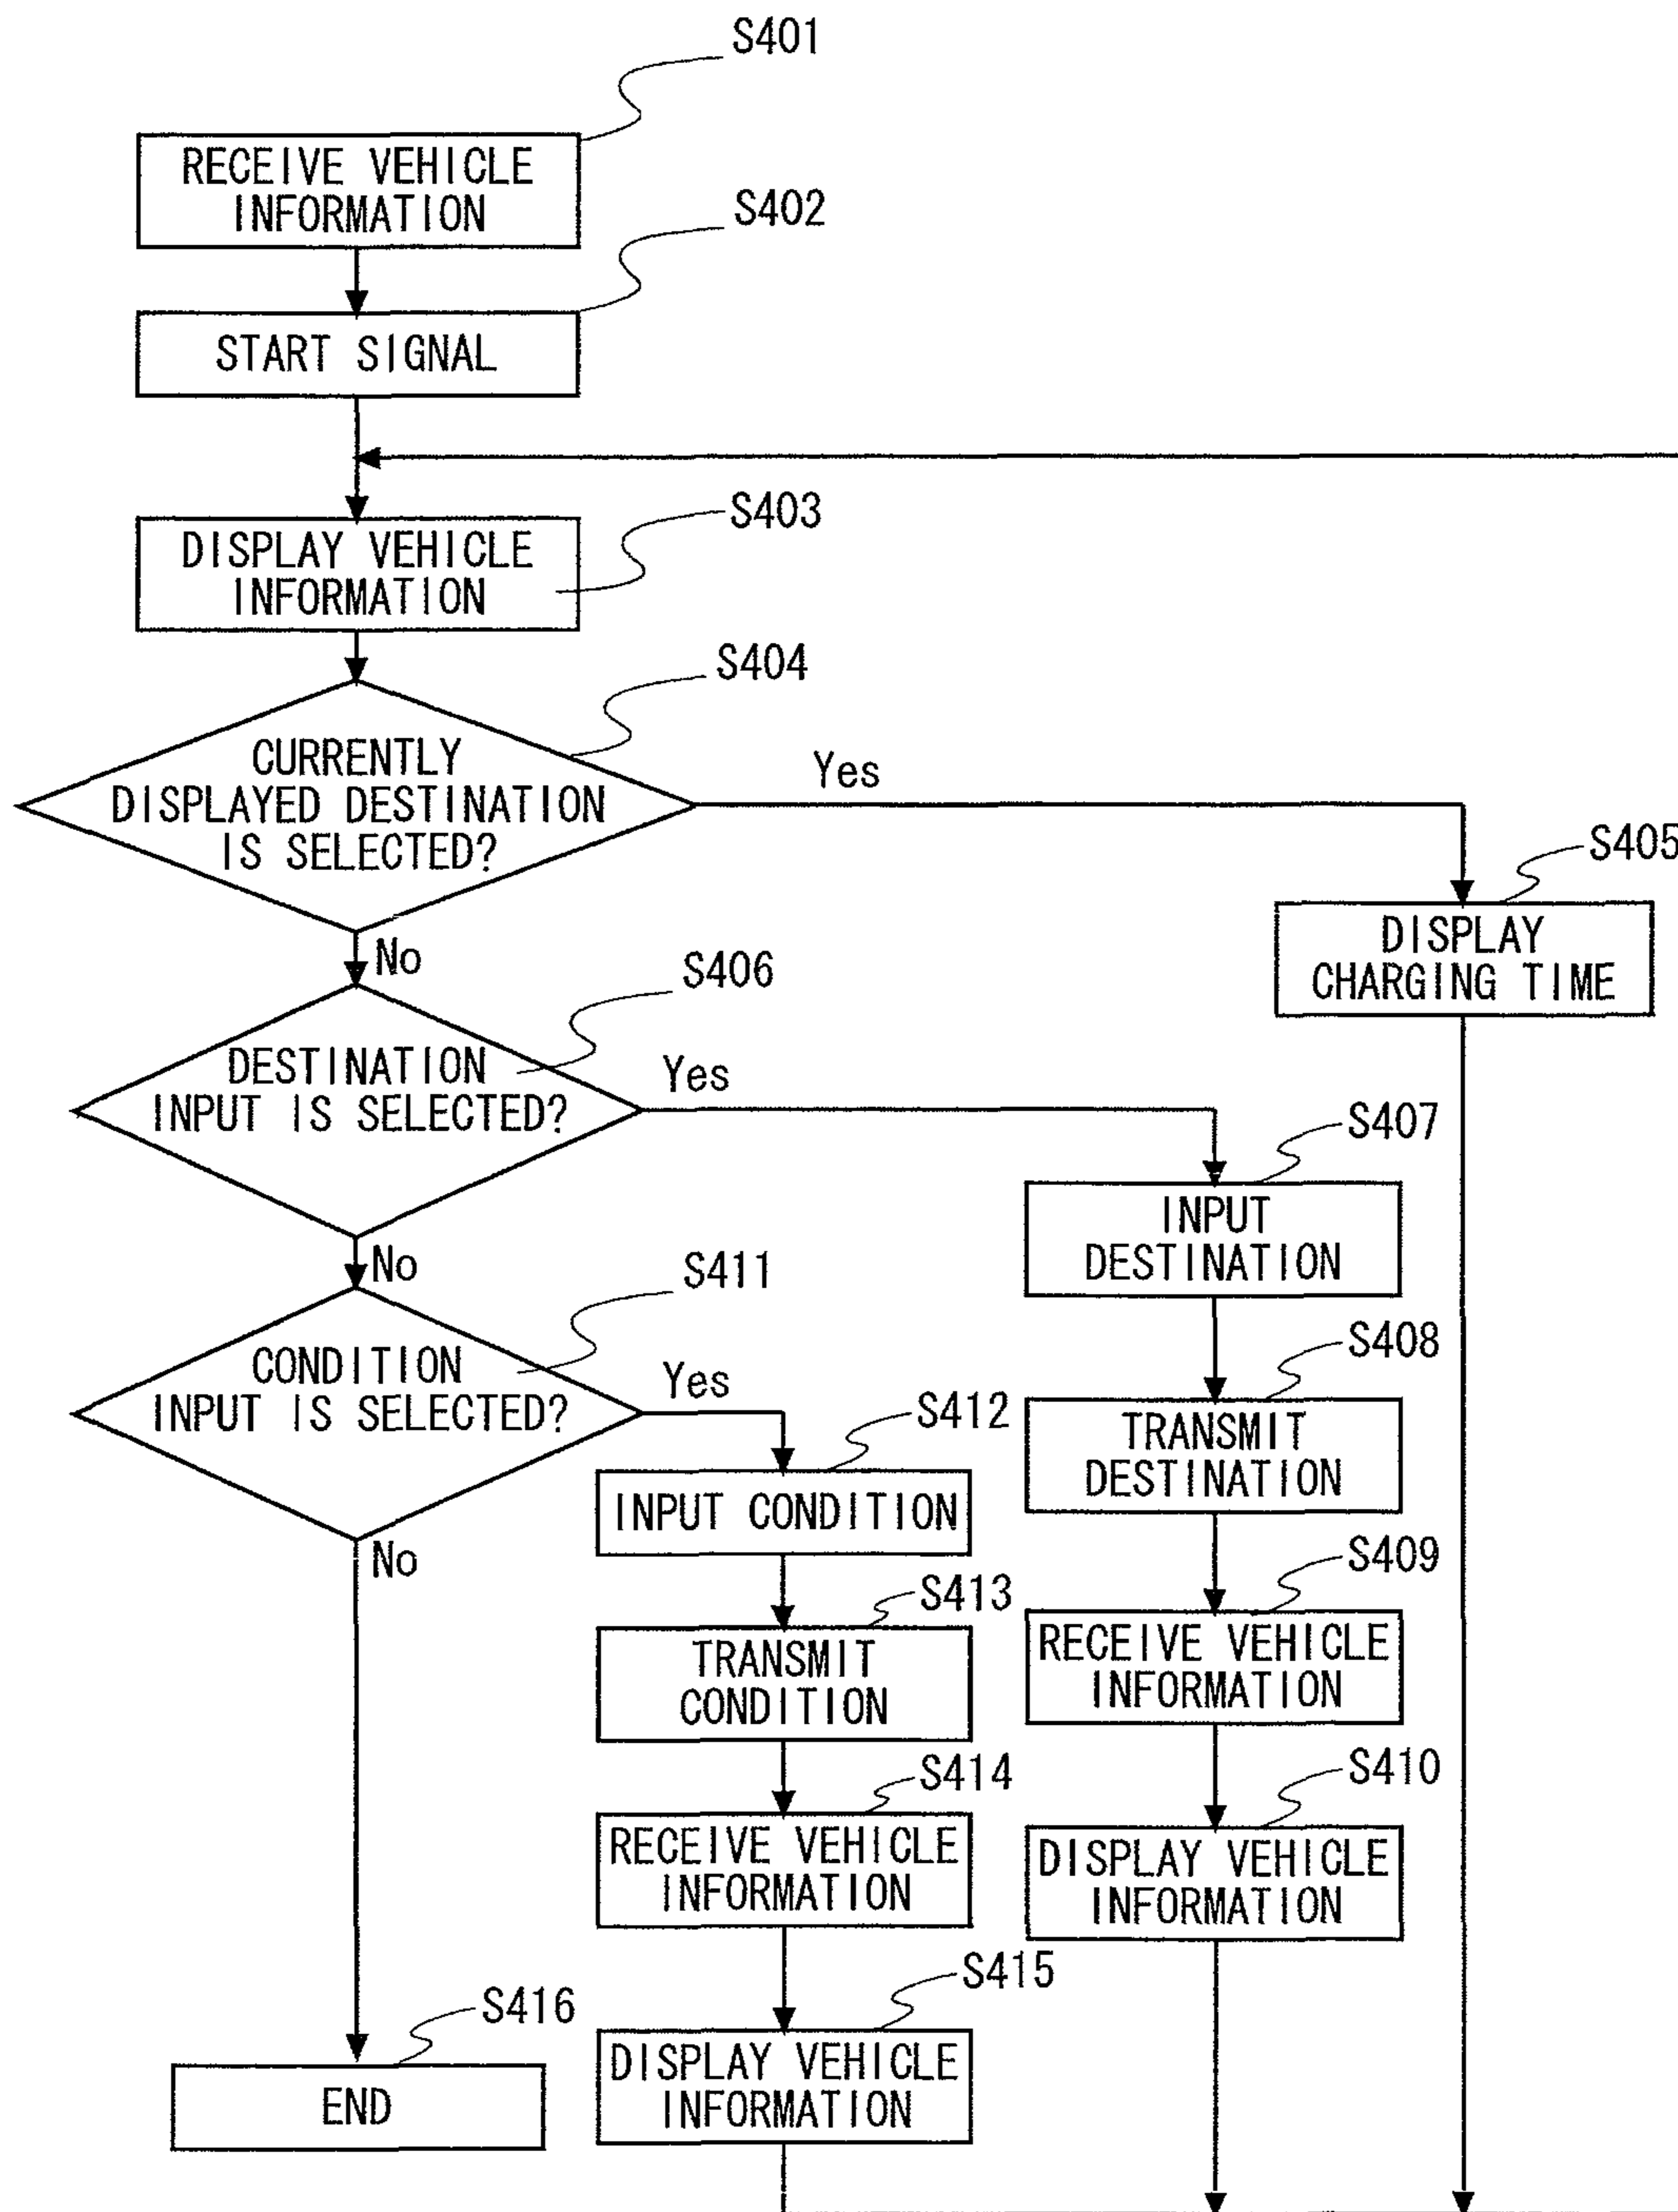 S401
RECEIVE VEHICLE
INFORMATION
S402
START SIGNAL
S403
DISPLAY VEHICLE
INFORMATION
S404
CURRENTLY
DISPLAYED DESTINATION
IS SELECTED?
Yes
S405
DISPLAY
CHARGING TIME
No
S406
DESTINATION
INPUT IS SELECTED?
Yes
S407
INPUT
DESTINATION
No
S411
CONDITION
INPUT IS SELECTED?
Yes
S408
TRANSMIT
DESTINATION
S412
INPUT CONDITION
No
S409
RECEIVE VEHICLE
INFORMATION
S413
TRANSMIT
CONDITION
S410
DISPLAY VEHICLE
INFORMATION
S414
RECEIVE VEHICLE
INFORMATION
S415
DISPLAY VEHICLE
INFORMATION
S416
END